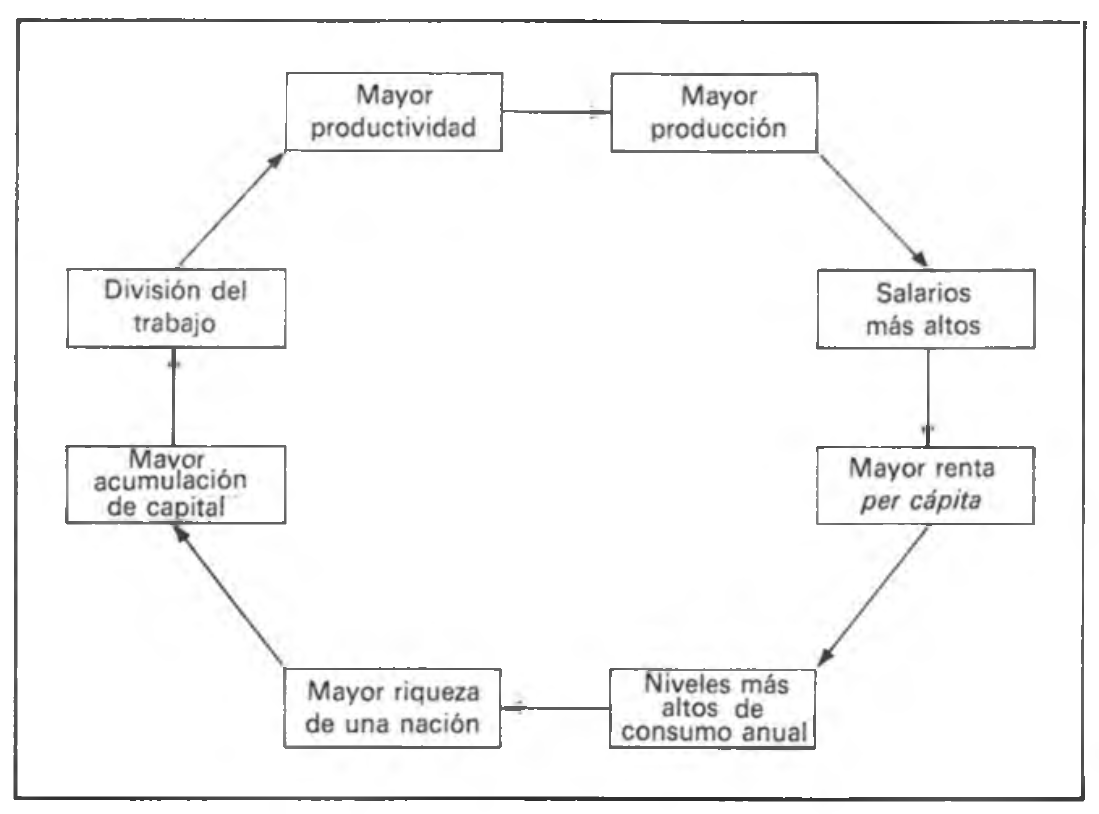 Mayor
productividad
Mayor
producción
Salarios
más altos
Mayor renta
per cápita
Niveles más
altos de
consumo anual
Mayor riqueza
de una nación
Mayor
acumulación
de capital
División del
trabajo